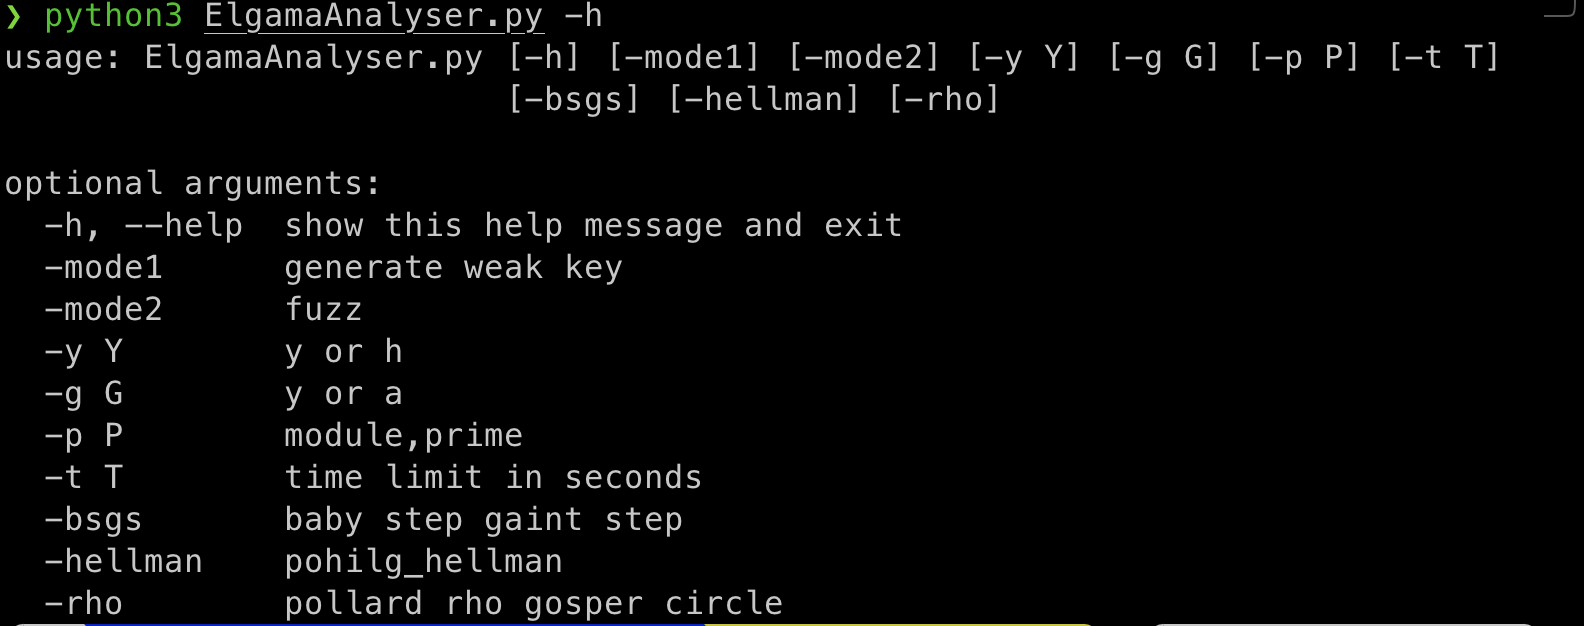 ❯ python3 ElgamaAnalyser.py -h
usage: ElgamaAnalyser.py [-h] [-mode1] [-mode2] [-y Y] [-g G] [-p P] [-t T]
                         [-bsgs] [-hellman] [-rho]

optional arguments:
  -h, --help  show this help message and exit
  -mode1      generate weak key
  -mode2      fuzz
  -y Y        y or h
  -g G        y or a
  -p P        module,prime
  -t T        time limit in seconds
  -bsgs       baby step gaint step
  -hellman    pohilg_hellman
  -rho        pollard rho gosper circle